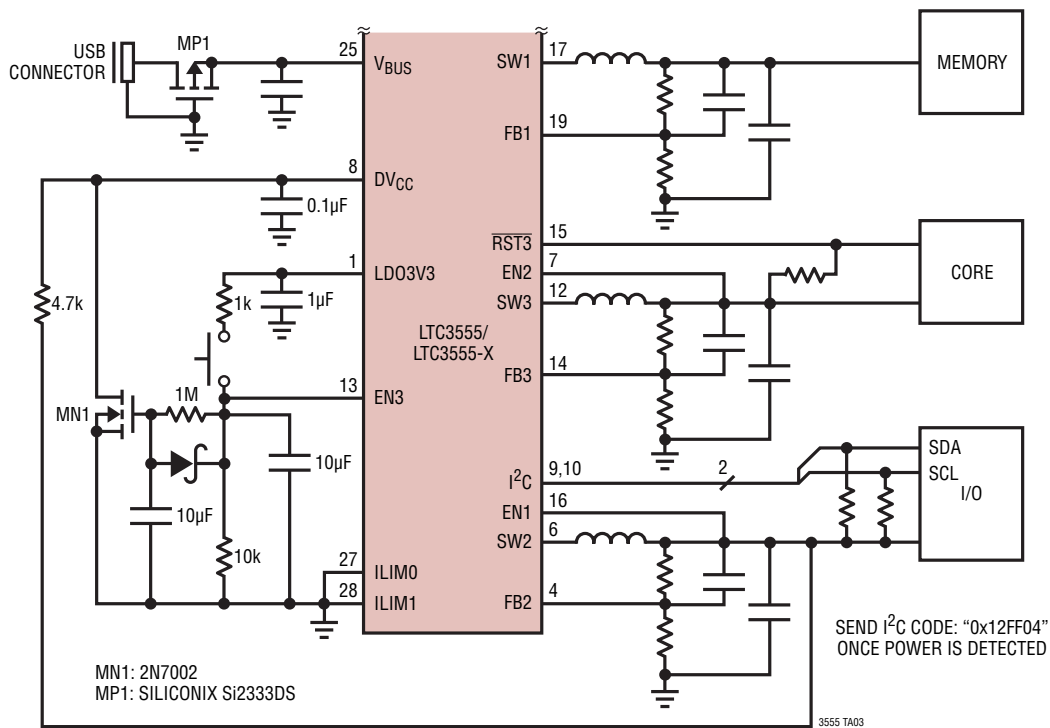 USB
CONNECTOR
MP1
25
VBUS
SW1
17
MEMORY
FB1
19
8
DVCC
0.1µF
RST3
15
1
LDO3V3
EN2
7
CORE
4.7k
1k
1µF
SW3
12
LTC3555/
LTC3555-X
FB3
14
13
EN3
MN1
1M
10µF
SDA
I²C
9,10
2
SCL
I/O
EN1
16
10µF
SW2
6
10k
27
ILIM0
28
ILIM1
FB2
4
SEND I²C CODE: “0x12FF04”
ONCE POWER IS DETECTED
MN1: 2N7002
MP1: SILICONIX Si2333DS
3555 TA03